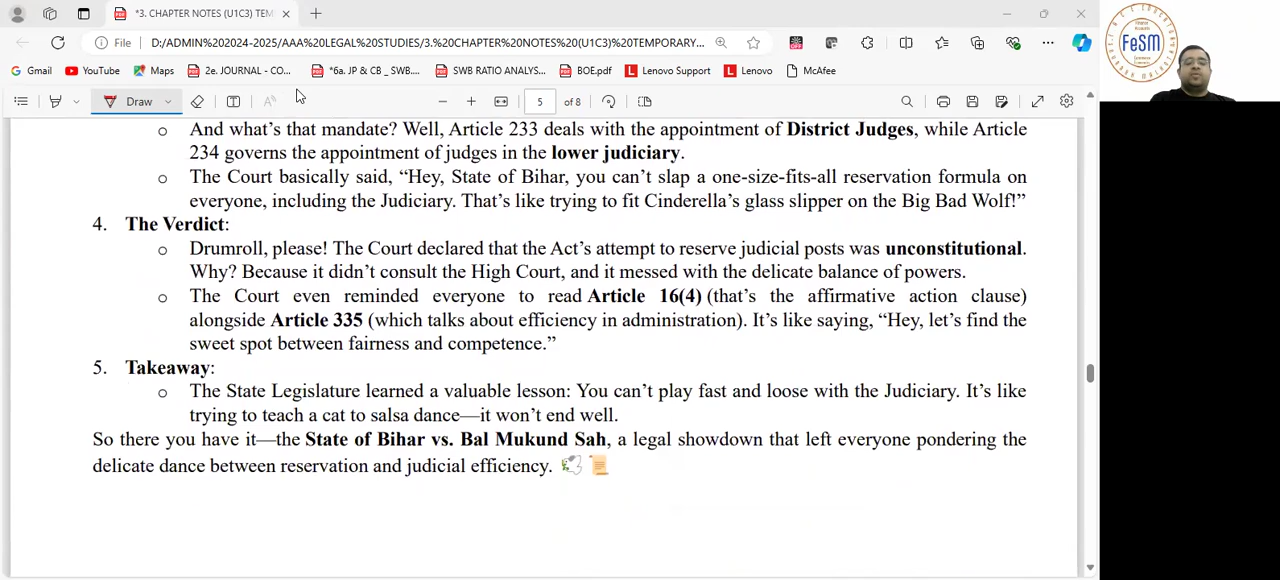 *3. CHAPTER NOTES (U1C3) TEM
File
D:/ADMIN%202024-2025/AAA%20LEGAL%20STUDIES/3.%20CHAPTER%20NOTES%20(U1C3)%20TEMPORARY...
Gmail
YouTube
Maps
2e. JOURNAL - CO...
*6a. JP & CB _ SWB...
SWB RATIO ANALYS...
BOE.pdf
Lenovo Support
Lenovo
McAfee
Draw
5 of 8
FeSM
o And what's that mandate? Well, Article 233 deals with the appointment of District Judges, while Article
234 governs the appointment of judges in the lower judiciary.
o The Court basically said, “Hey, State of Bihar, you can't slap a one-size-fits-all reservation formula on
everyone, including the Judiciary. That's like trying to fit Cinderella's glass slipper on the Big Bad Wolf!”
4. The Verdict:
o Drumroll, please! The Court declared that the Act's attempt to reserve judicial posts was unconstitutional.
Why? Because it didn't consult the High Court, and it messed with the delicate balance of powers.
o The Court even reminded everyone to read Article 16(4) (that's the affirmative action clause)
alongside Article 335 (which talks about efficiency in administration). It's like saying, “Hey, let's find the
sweet spot between fairness and competence.”
5. Takeaway:
o The State Legislature learned a valuable lesson: You can't play fast and loose with the Judiciary. It's like
trying to teach a cat to salsa dance—it won't end well.
So there you have it—the State of Bihar vs. Bal Mukund Sah, a legal showdown that left everyone pondering the
delicate dance between reservation and judicial efficiency. 🕊📜